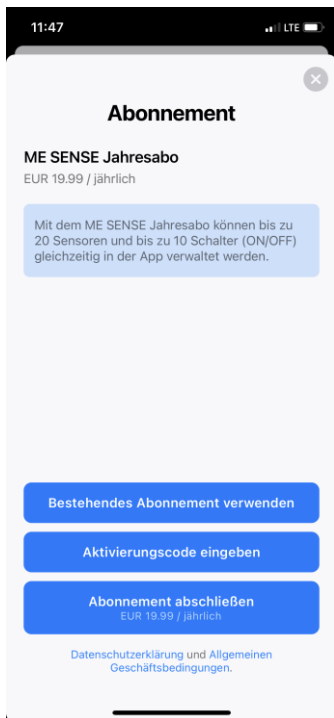 11:47
LTE
Abonnement
ME SENSE Jahresabo
EUR 19.99 / jährlich
Mit dem ME SENSE Jahresabo können bis zu
20 Sensoren und bis zu 10 Schalter (ON/OFF)
gleichzeitig in der App verwaltet werden.
Bestehendes Abonnement verwenden
Aktivierungscode eingeben
Abonnement abschließen
EUR 19.99 / jährlich
Datenschutzerklärung und Allgemeinen
Geschäftsbedingungen.